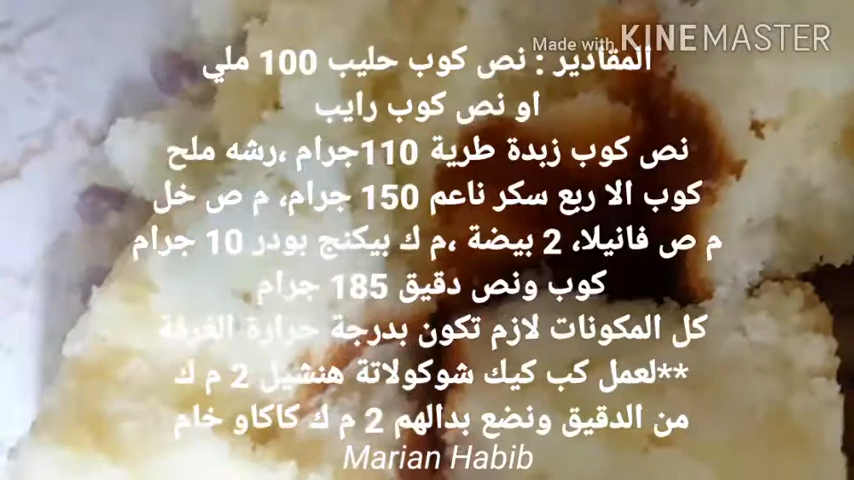 Made with KINEMASTER
المقادير : نص كوب حليب 100 ملي
او نص كوب رايب
نص كوب زبدة طرية 110جرام ،رشه ملح
كوب الا ربع سكر ناعم 150 جرام، م ص خل
م ص فانيلا، 2 بيضة ،م ك بيكنج بودر 10 جرام
كوب ونص دقيق 185 جرام
كل المكونات لازم تكون بدرجة حرارة الغرفة
**لعمل كب كيك شوكولاتة هنشيل 2 م ك
من الدقيق ونضع بدالهم 2 م ك كاكاو خام
Marian Habib